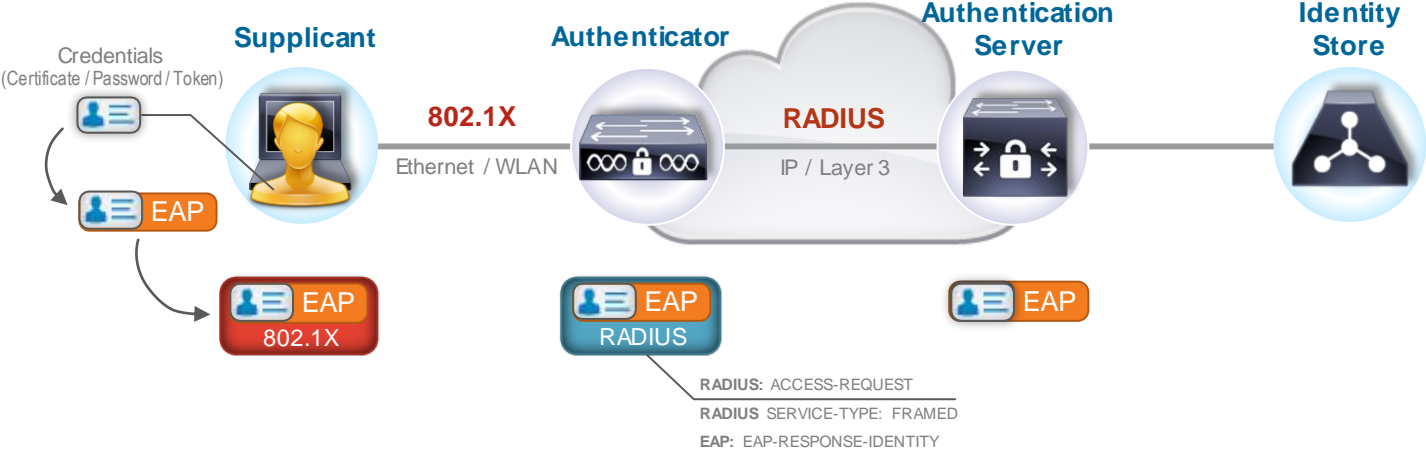 Authentication
Server
Identity
Store
Supplicant
Authenticator
Credentials
(Certificate / Password / Token)
802.1X
RADIUS
Ethernet / WLAN
IP / Layer 3
EAP
EAP
802.1X
EAP
RADIUS
EAP
RADIUS: ACCESS-REQUEST
RADIUS SERVICE-TYPE: FRAMED
EAP: EAP-RESPONSE-IDENTITY